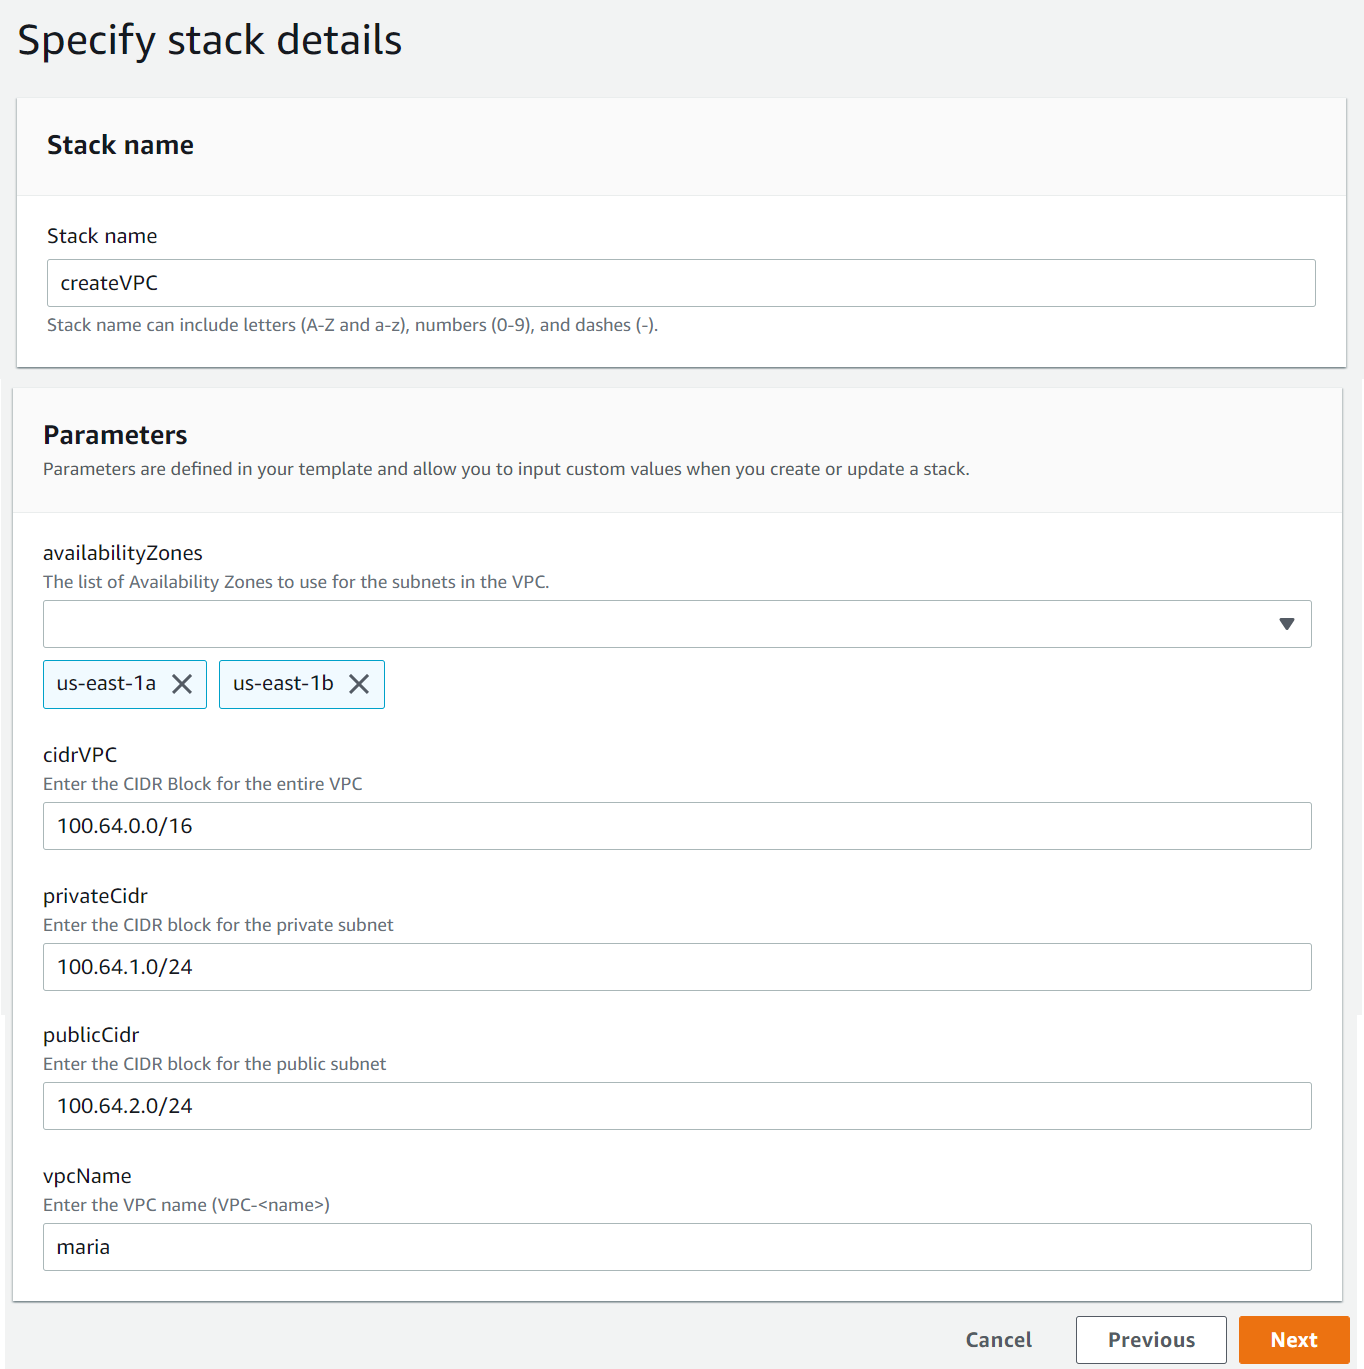 Specify stack details
Stack name
Stack name
createVPC
Stack name can include letters (A-Z and a-z), numbers (0-9), and dashes (-).
Parameters
Parameters are defined in your template and allow you to input custom values when you create or update a stack.
availabilityZones
The list of Availability Zones to use for the subnets in the VPC.
us-east-1a us-east-1b
cidrVPC
Enter the CIDR Block for the entire VPC
100.64.0.0/16
privateCidr
Enter the CIDR block for the private subnet
100.64.1.0/24
publicCidr
Enter the CIDR block for the public subnet
100.64.2.0/24
vpcName
Enter the VPC name (VPC-<name>)
maria
Cancel Previous Next